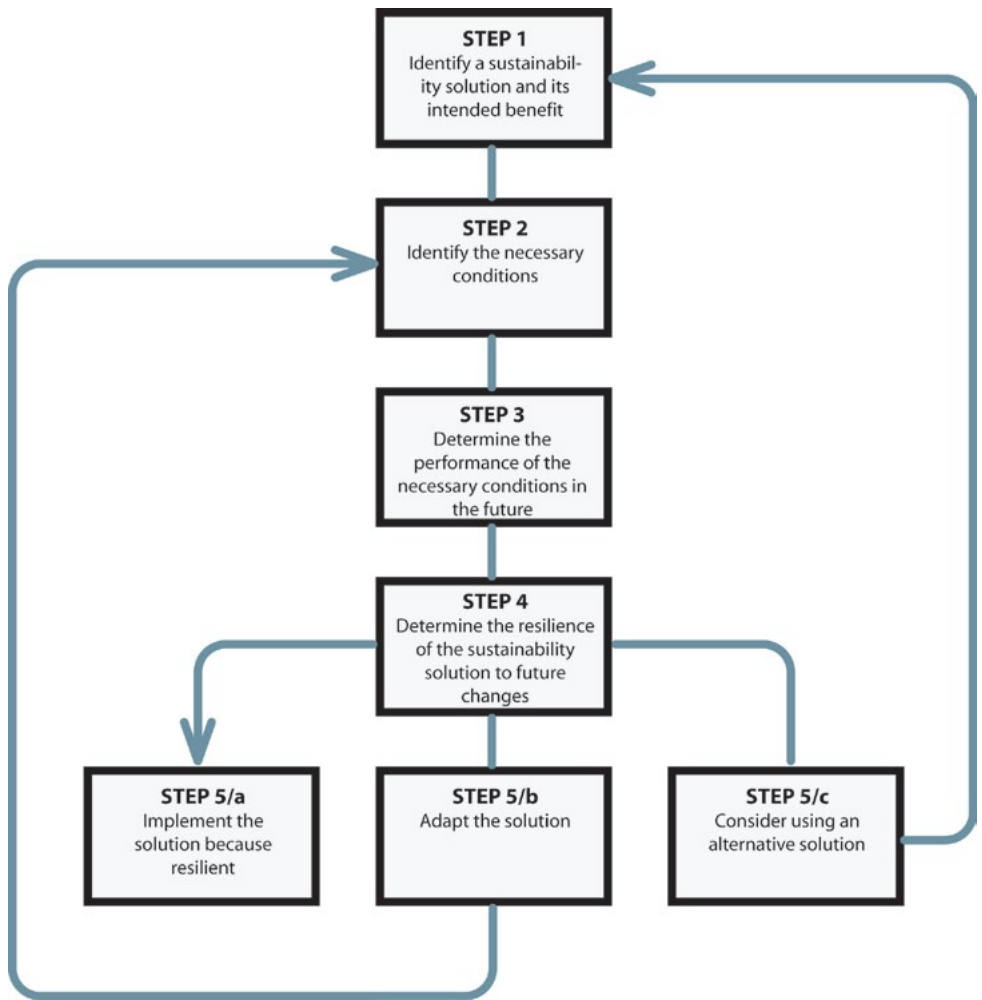 STEP 1
Identify a sustainabil-
ity solution and its
intended benefit
STEP 2
Identify the necessary
conditions
STEP 3
Determine the
performance of the
necessary conditions in
the future
STEP 4
Determine the resilience
of the sustainability
solution to future
changes
STEP 5/a
Implement the
solution because
resilient
STEP 5/b
Adapt the solution
STEP 5/c
Consider using an
alternative solution